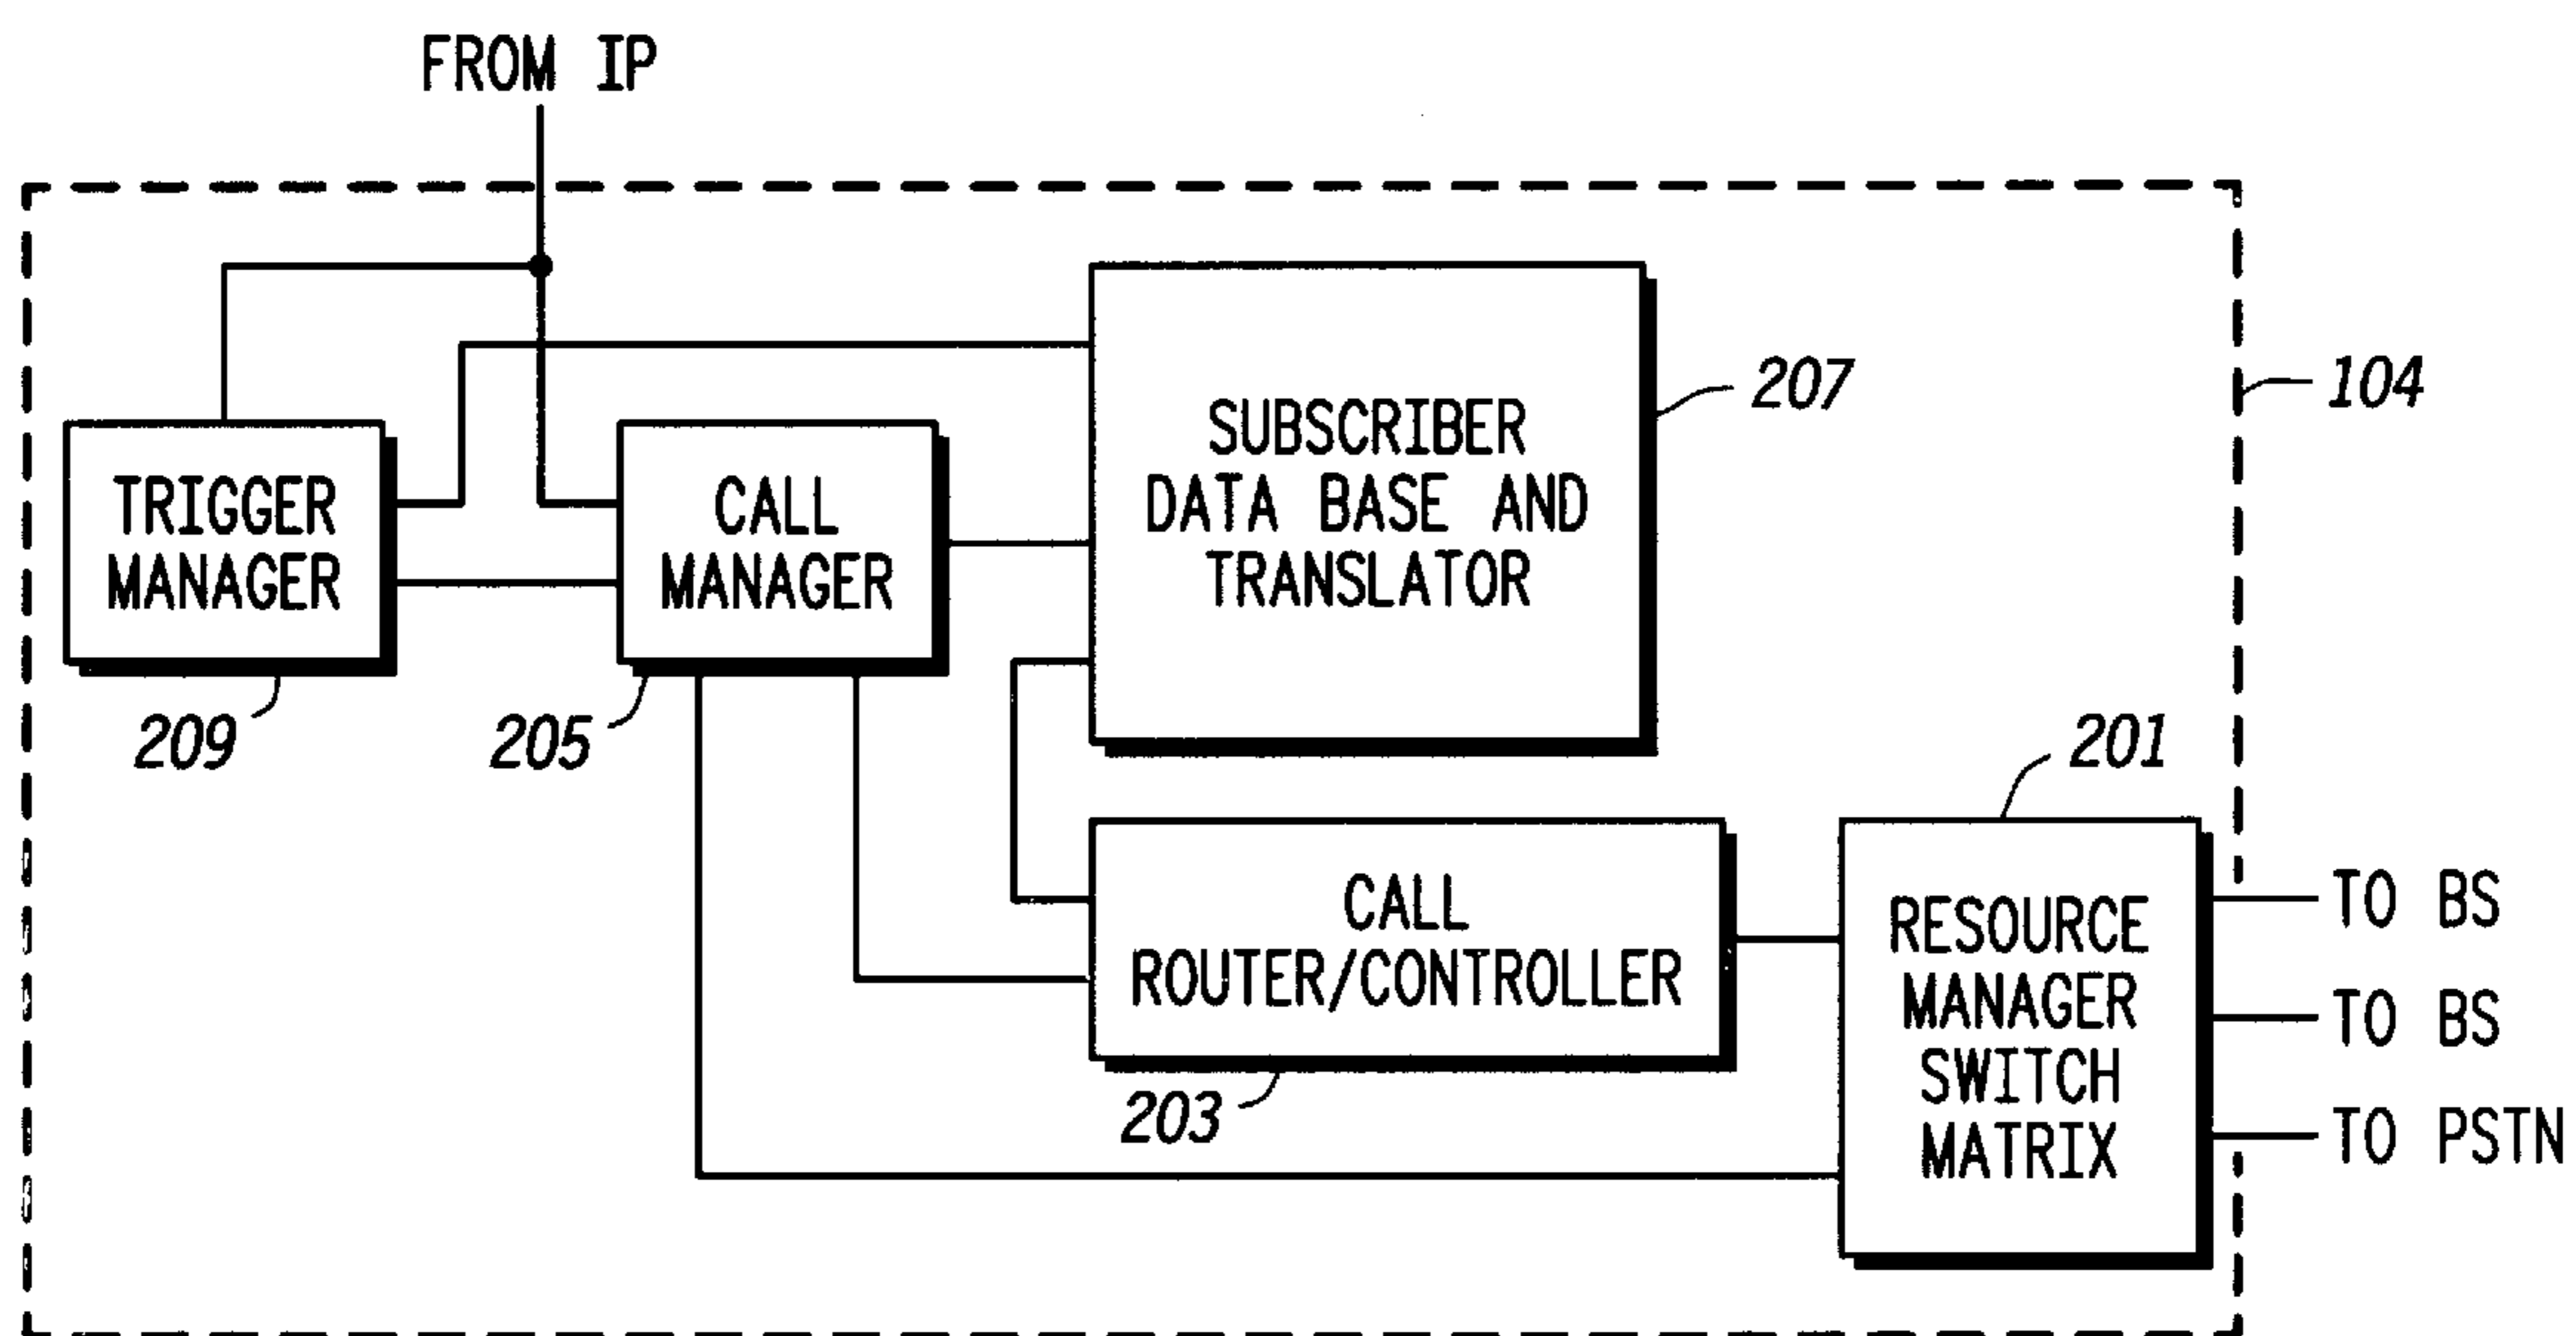 FROM IP
TRIGGER
MANAGER
209
CALL
MANAGER
205
SUBSCRIBER
DATA BASE AND
TRANSLATOR
207
104
CALL
ROUTER/CONTROLLER
203
RESOURCE
MANAGER
SWITCH
MATRIX
201
TO BS
TO BS
TO PSTN